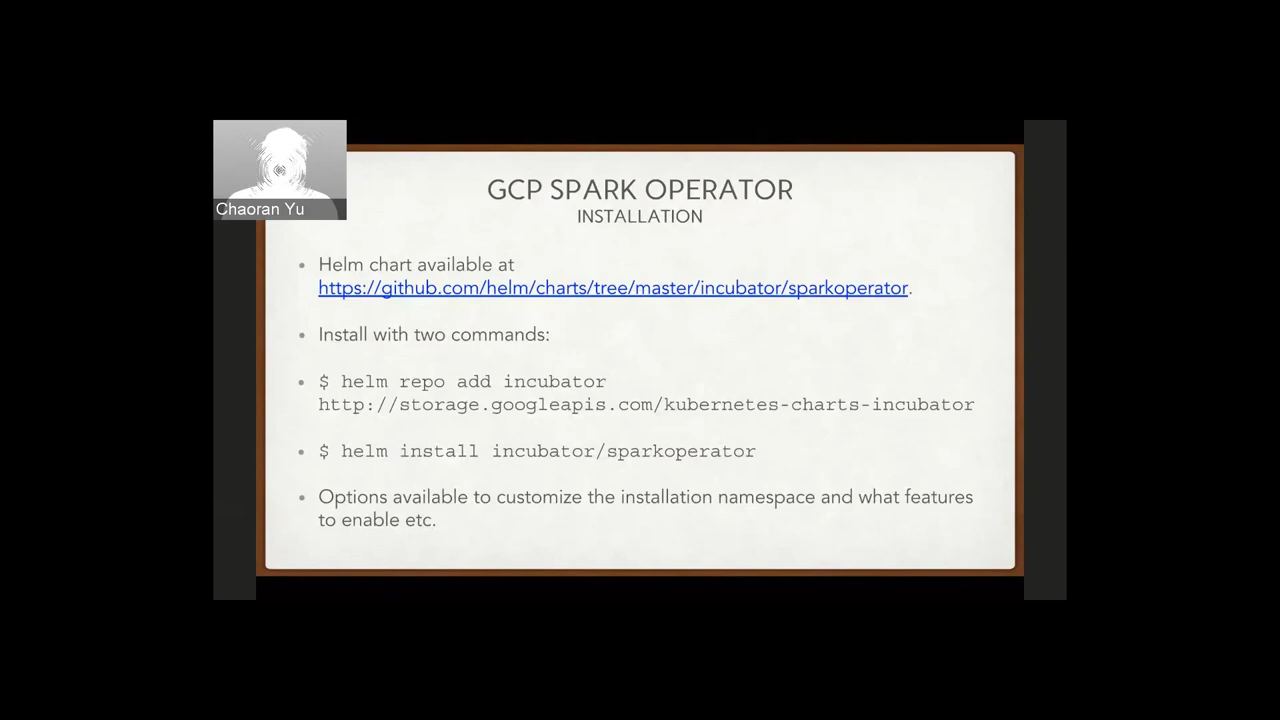 Chaoran Yu
GCP SPARK OPERATOR
INSTALLATION
• Helm chart available at
https://github.com/helm/charts/tree/master/incubator/sparkoperator.
• Install with two commands:
• $ helm repo add incubator
http://storage.googleapis.com/kubernetes-charts-incubator
• $ helm install incubator/sparkoperator
• Options available to customize the installation namespace and what features
to enable etc.